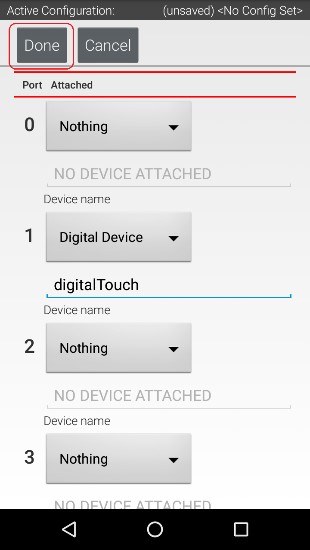 Active Configuration: (unsaved) <No Config Set>
Done Cancel
Port Attached
0 Nothing
NO DEVICE ATTACHED
Device name
1 Digital Device
digitalTouch
Device name
2 Nothing
NO DEVICE ATTACHED
Device name
3 Nothing
NO DEVICE ATTACHED